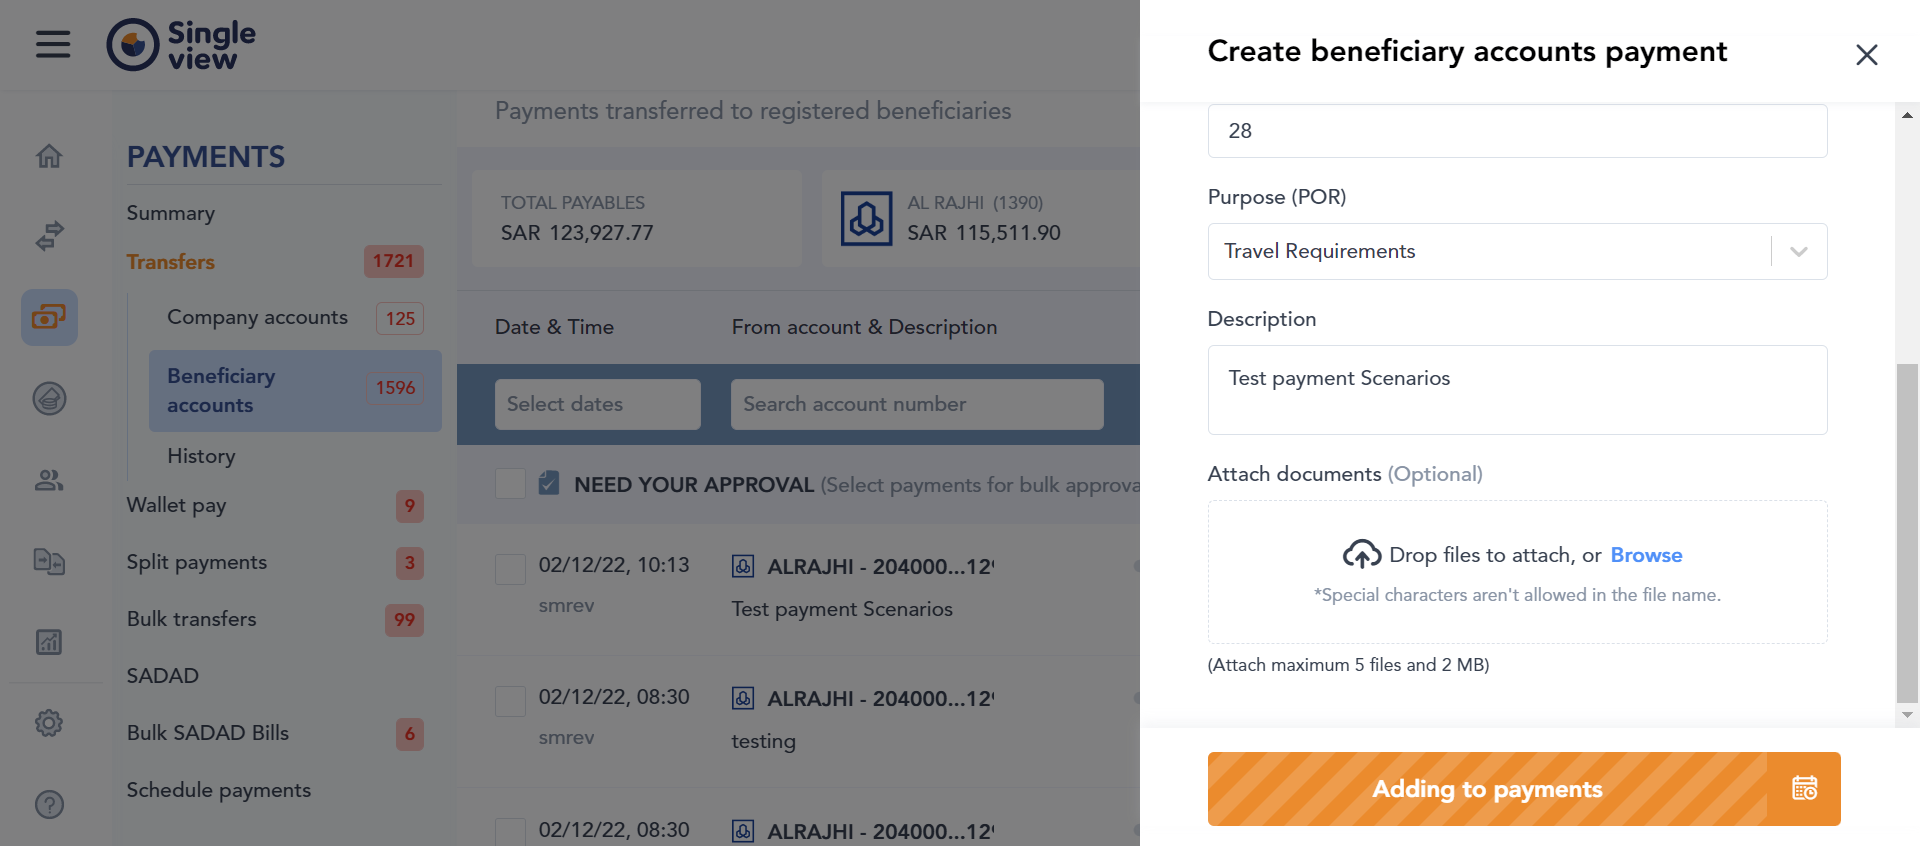 Single
view
Payments transferred to registered beneficiaries
PAYMENTS
Summary
Transfers 1721
Company accounts 125
Beneficiary
accounts 1596
History
Wallet pay 9
Split payments 3
Bulk transfers 99
SADAD
Bulk SADAD Bills 6
Schedule payments
TOTAL PAYABLES
SAR 123,927.77
AL RAJHI (1390)
SAR 115,511.90
Date & Time From account & Description
Select dates Search account number
NEED YOUR APPROVAL (Select payments for bulk approva
02/12/22, 10:13 ALRAJHI - 204000...129
smrev Test payment Scenarios
02/12/22, 08:30 ALRAJHI - 204000...129
smrev testing
02/12/22, 08:30 ALRAJHI - 204000...129
Create beneficiary accounts payment
28
Purpose (POR)
Travel Requirements
Description
Test payment Scenarios
Attach documents (Optional)
Drop files to attach, or Browse
*Special characters aren't allowed in the file name.
(Attach maximum 5 files and 2 MB)
Adding to payments